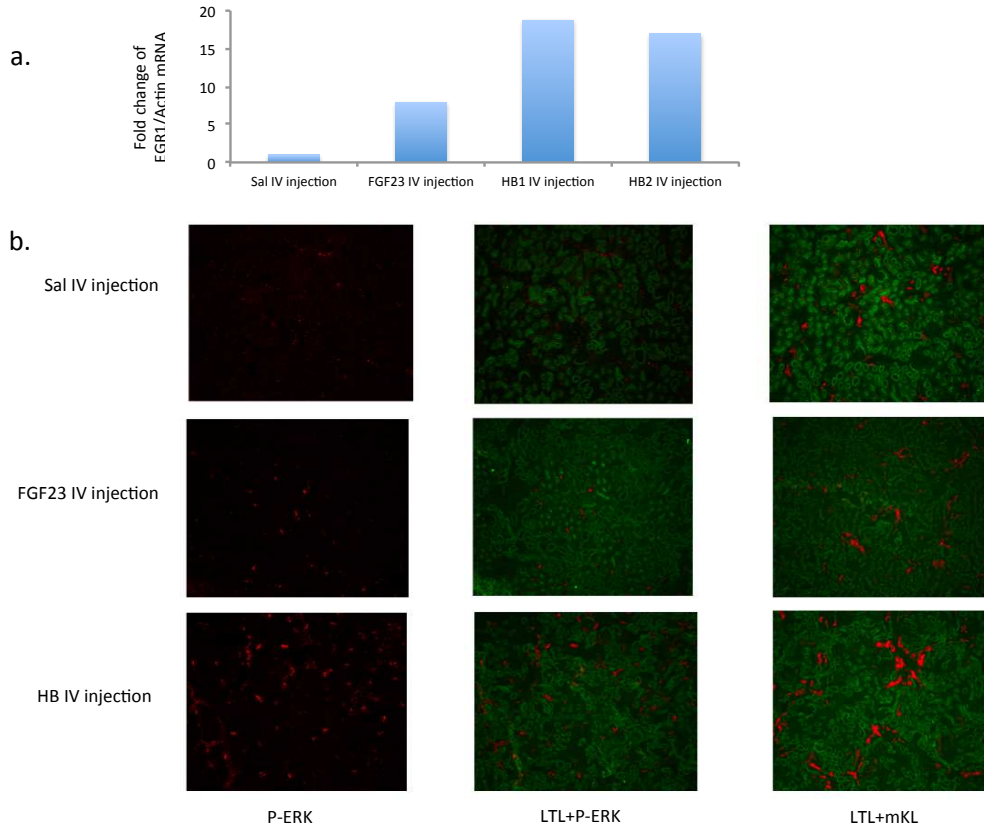 a.
Fold change of
EGR1/Actin mRNA
20
15
10
5
0
Sal IV injection
FGF23 IV injection
HB1 IV injection
HB2 IV injection
b.
Sal IV injection
FGF23 IV injection
HB IV injection
P-ERK
LTL+P-ERK
LTL+mKL